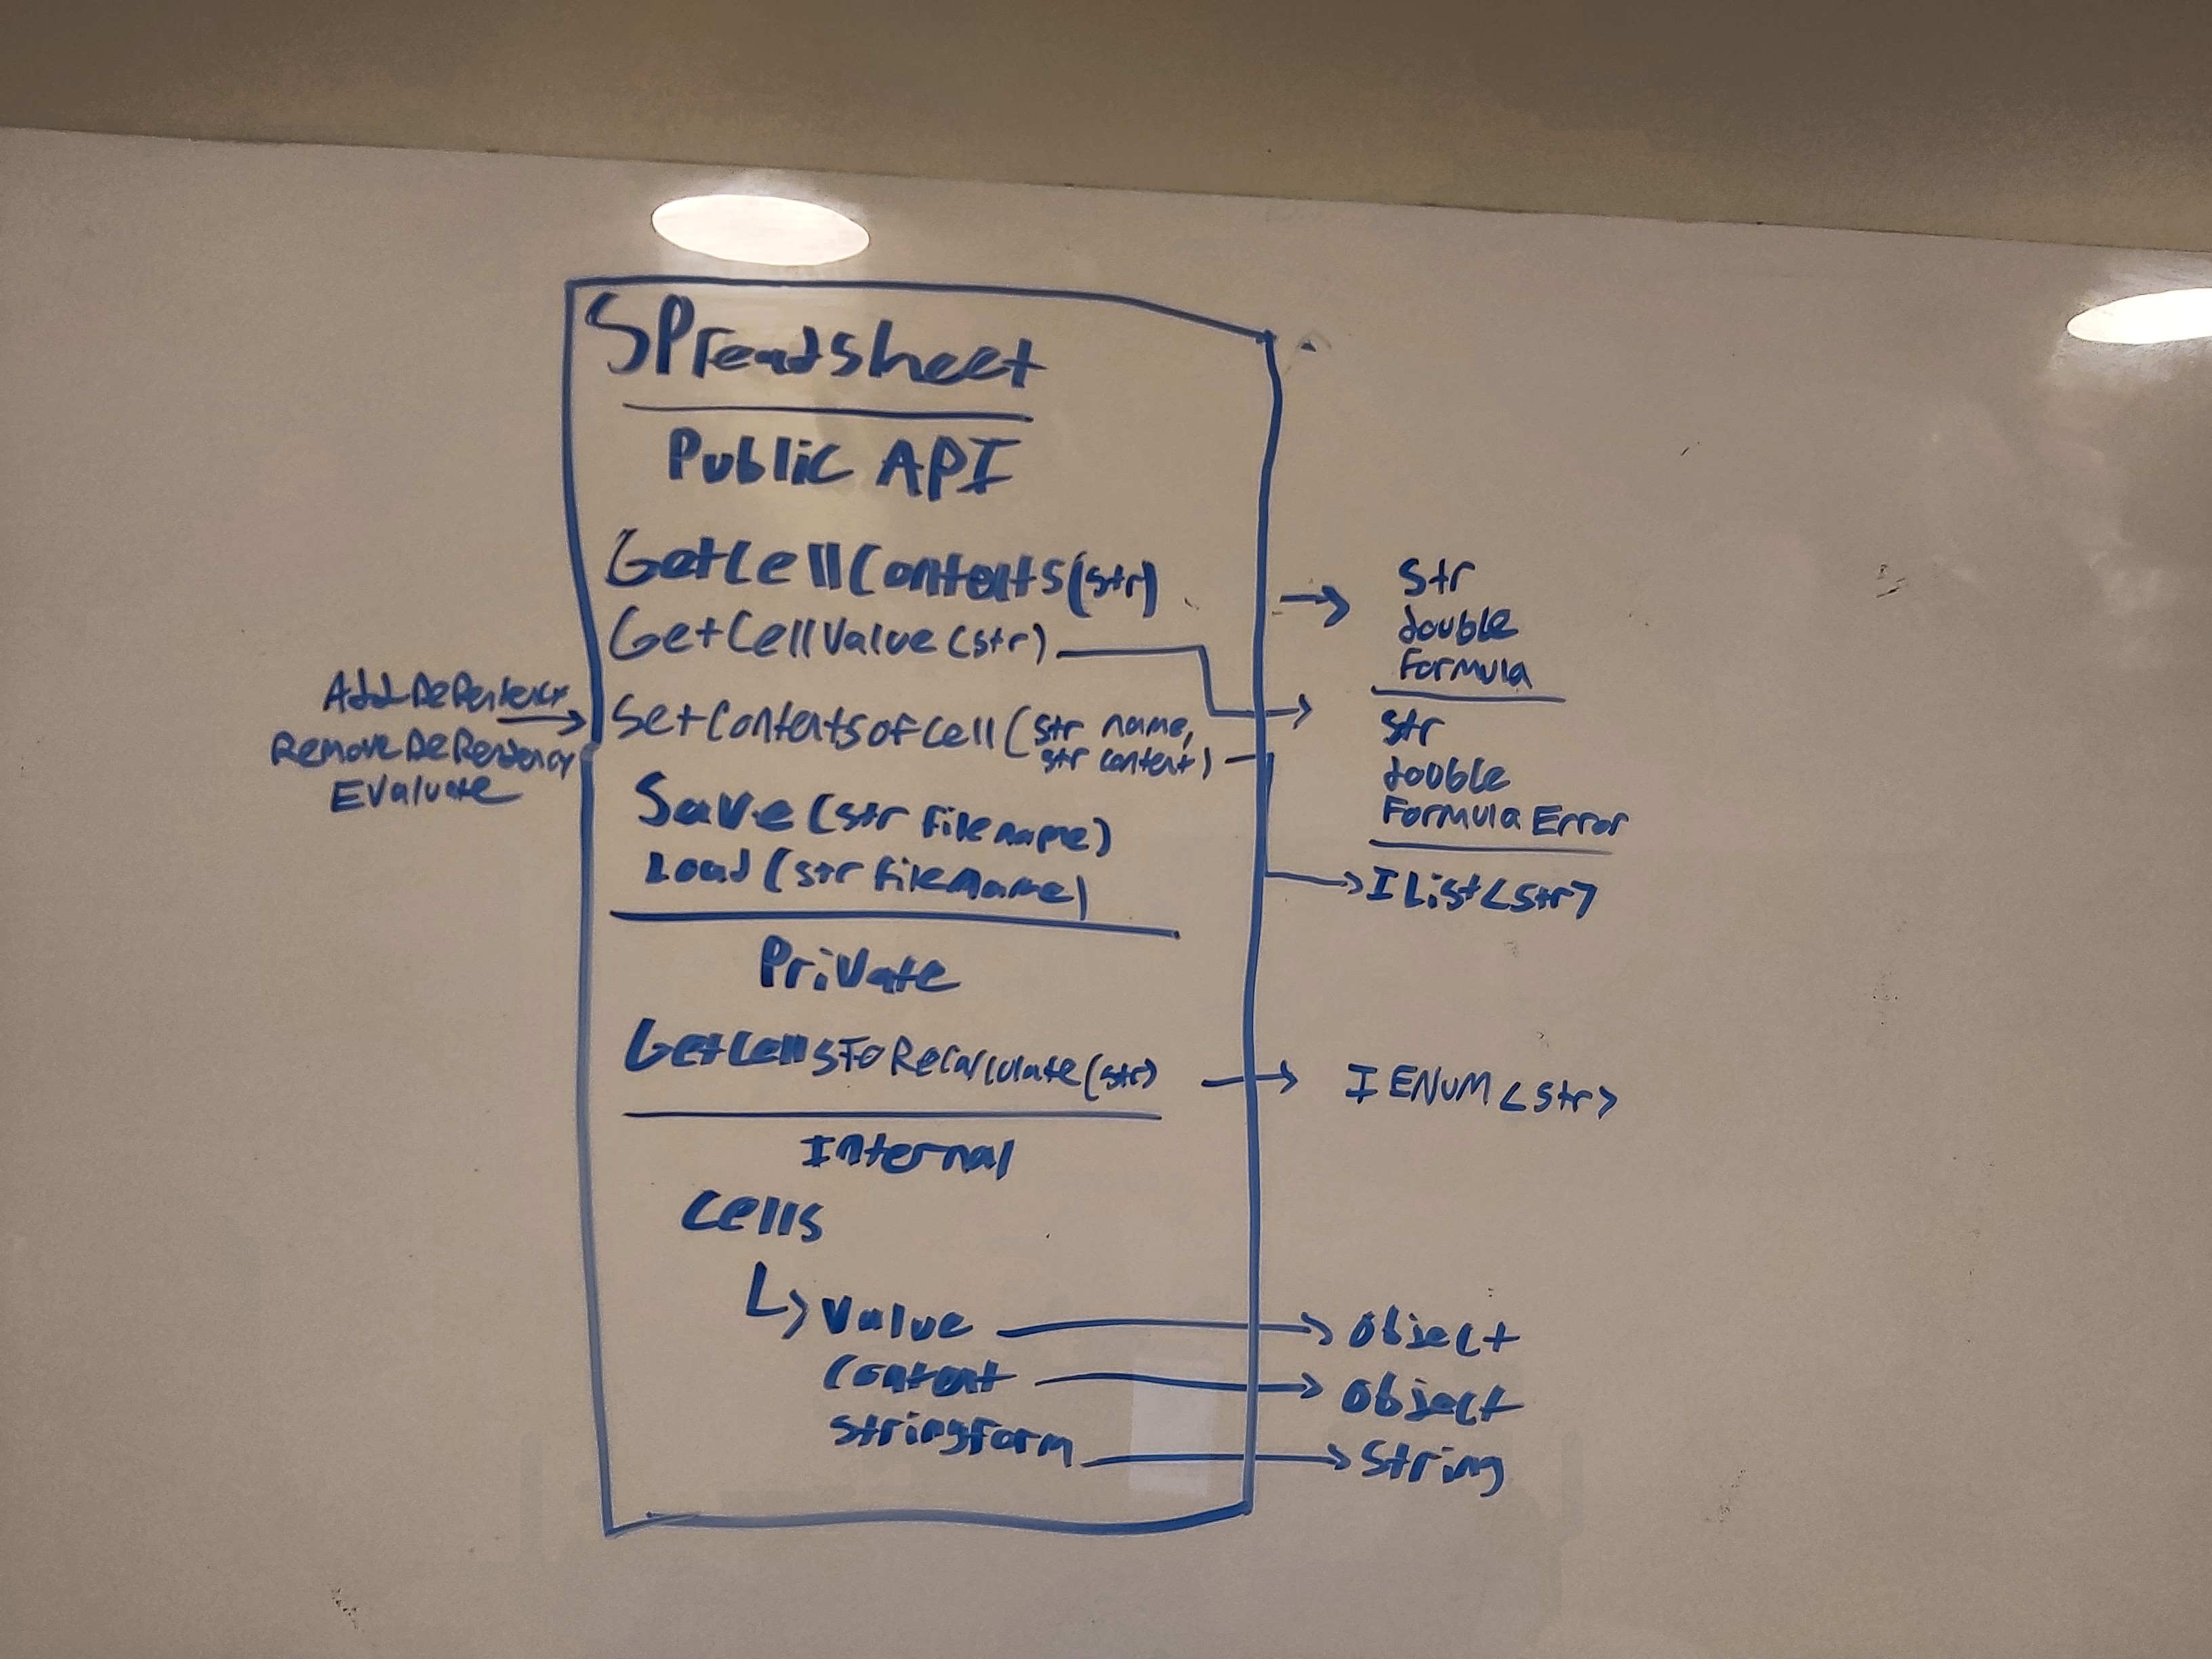 Spreadsheet
Public API
GetCellContents(str)
GetCellValue(str)
SetContentsofCell(str name,
str content)
Save(str filename)
Load(str fileName)
Private
GetCellsToRecalculate(str)
Internal
Cells
Value
Content
stringForm
AddDependency
RemoveDependency
Evaluate
str
double
Formula
str
double
Formula Error
IList<str>
IENUM<str>
Object
Object
String